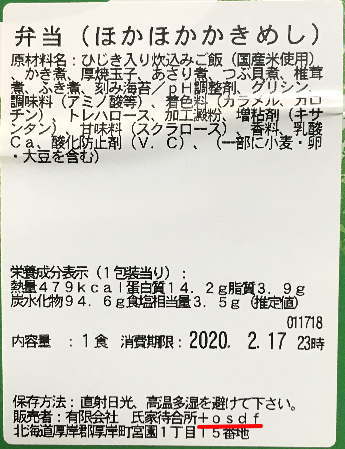 弁当（ほかほかかきめし）
原材料名：ひじき入り炊込みご飯（国産米使用）
、かき煮、厚焼玉子、あさり煮、つぶ貝煮、椎茸
煮、ふき煮、刻み海苔／ｐＨ調整剤、グリシン、
調味料（アミノ酸等）、着色料（カラメル、カロ
チン）、トレハロース、加工澱粉、増粘剤（キサ
ンタン）、甘味料（スクラロース）、香料、乳酸
Ｃａ、酸化防止剤（Ｖ．Ｃ）、（一部に小麦・卵
・大豆を含む）
栄養成分表示（１包装当り）：
熱量４７９ｋｃａｌ蛋白質１４．２ｇ脂質３．９ｇ
炭水化物９４．６ｇ食塩相当量３．５ｇ（推定値）
011718
内容量 ：１食 消費期限：2020. 2.17 23時
保存方法：直射日光、高温多湿を避けて下さい。
販売者：有限会社　氏家待合所＋ｏｓｄｆ
北海道厚岸郡厚岸町宮園１丁目１５番地